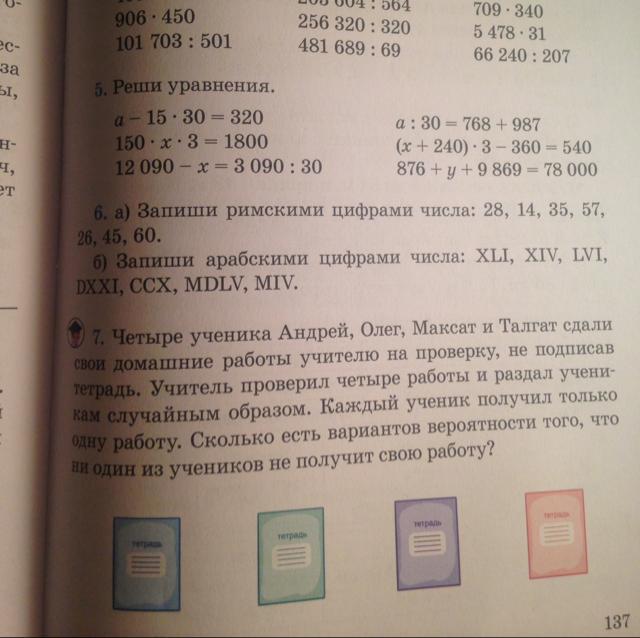 906 · 450
101 703 : 501
256 320 : 320
481 689 : 69
709 · 340
5 478 · 31
66 240 : 207
за
ы,
ч,
ет
5. Реши уравнения.
a – 15 · 30 = 320
150 · x · 3 = 1800
12 090 – x = 3 090 : 30
a : 30 = 768 + 987
(x + 240) · 3 – 360 = 540
876 + y + 9 869 = 78 000
6. а) Запиши римскими цифрами числа: 28, 14, 35, 57,
26, 45, 60.
б) Запиши арабскими цифрами числа: XLI, XIV, LVI,
DXXI, CCX, MDLV, MIV.
7. Четыре ученика Андрей, Олег, Максат и Талгат сдали
свои домашние работы учителю на проверку, не подписав
тетрадь. Учитель проверил четыре работы и раздал учени-
кам случайным образом. Каждый ученик получил только
одну работу. Сколько есть вариантов вероятности того, что
ни один из учеников не получит свою работу?
тетрадь
тетрадь
тетрадь
тетрадь
137